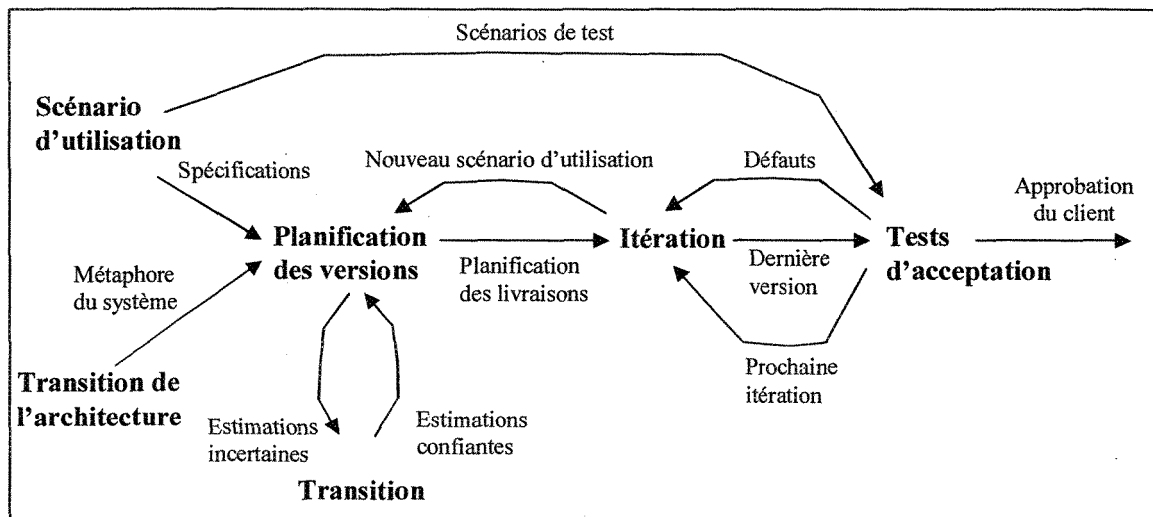 Scénarios de test
Scénario
d'utilisation
Spécifications
Nouveau scénario d'utilisation
Défauts
Approbation
du client
Planification
des versions
Itération
Tests
d'acceptation
Métaphore
du système
Planification
des livraisons
Dernière
version
Transition de
l'architecture
Prochaine
itération
Estimations
incertaines
Estimations
confiantes
Transition